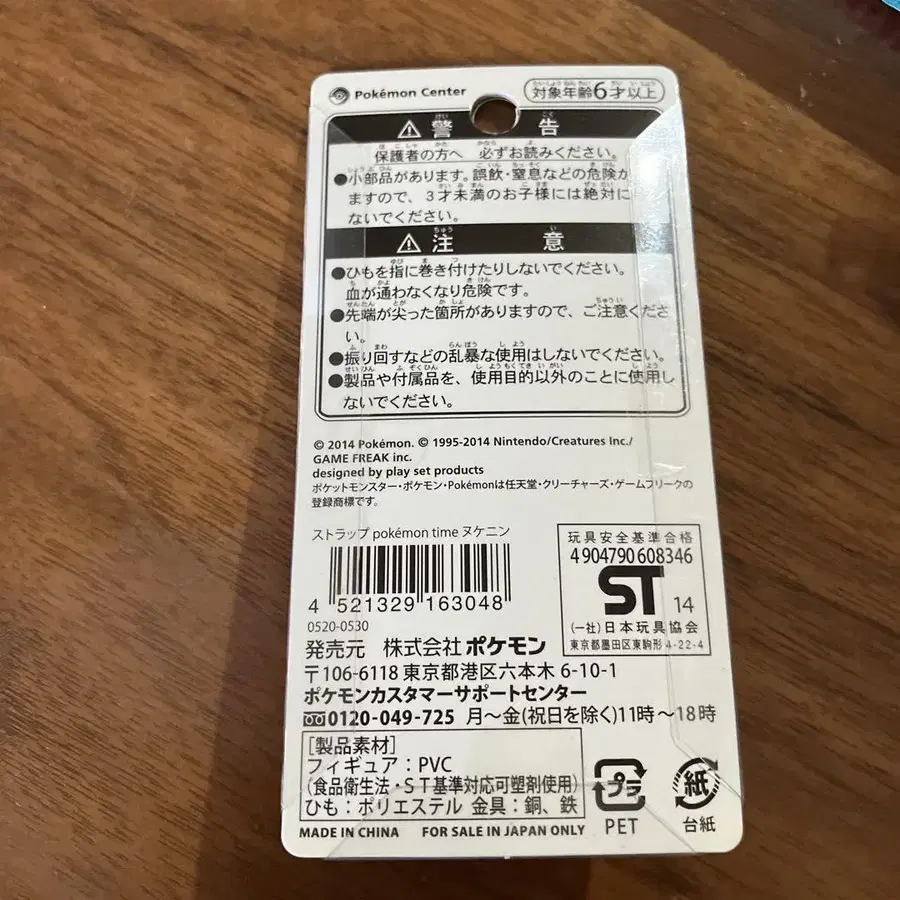 Pokémon Center
対象年齢6才以上
警告
保護者の方へ 必ずお読みください。
●小部品があります。誤飲・窒息などの危険が
ますので、3才未満のお子様には絶対に
ないでください。
注意
●ひもを指に巻き付けたりしないでください。
血が通わなくなり危険です。
●先端が尖った箇所がありますので、ご注意くださ
い。
●振り回すなどの乱暴な使用はしないでください。
●製品や付属品を、使用目的以外のことに使用し
ないでください。
© 2014 Pokémon. © 1995-2014 Nintendo/Creatures Inc./
GAME FREAK inc.
designed by play set products
ポケットモンスター・ポケモン・Pokémonは任天堂・クリーチャーズ・ゲームフリークの
登録商標です。
ストラップ pokémon time ヌケニン
4 521329 163048
0520-0530
玩具安全基準合格
4904790608346
ST 14
(一社)日本玩具協会
東京都墨田区東駒形 4-22-4
発売元 株式会社ポケモン
〒106-6118 東京都港区六本木 6-10-1
ポケモンカスタマーサポートセンター
0120-049-725 月〜金(祝日を除く)11時〜18時
[製品素材]
フィギュア:PVC
(食品衛生法・ST基準対応可塑剤使用)
ひも:ポリエステル 金具:銅、鉄
MADE IN CHINA FOR SALE IN JAPAN ONLY
プラ
PET
紙
台紙